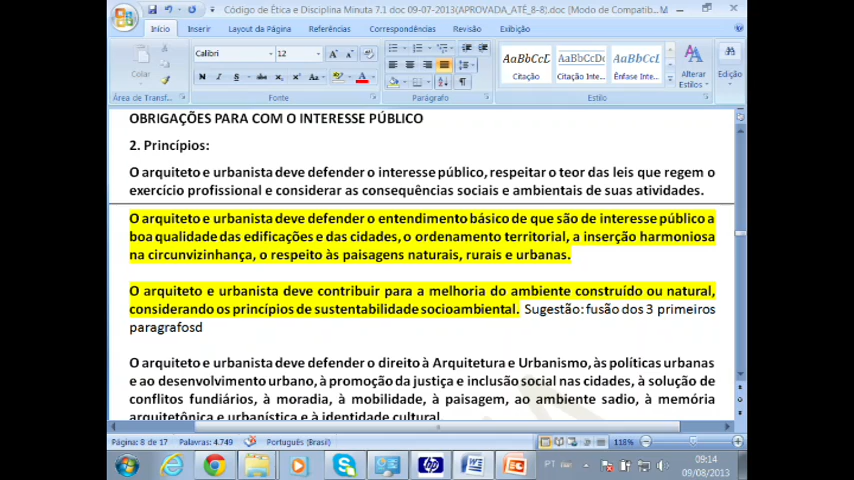 Código de Ética e Disciplina Minuta 7.1 doc 09-07-2013(APROVADA_ATÉ_8-8).doc [Modo de Compatib...
Início Inserir Layout da Página Referências Correspondências Revisão Exibição
Calibri 12
AaBbCcD AaBbCcDc AaBbCcDc
Colar Citação Citação Inte... Ênfase Inte... Alterar Estilos Edição
Área de Transf... Fonte Parágrafo Estilo
OBRIGAÇÕES PARA COM O INTERESSE PÚBLICO
2. Princípios:
O arquiteto e urbanista deve defender o interesse público, respeitar o teor das leis que regem o
exercício profissional e considerar as consequências sociais e ambientais de suas atividades.
O arquiteto e urbanista deve defender o entendimento básico de que são de interesse público a
boa qualidade das edificações e das cidades, o ordenamento territorial, a inserção harmoniosa
na circunvizinhança, o respeito às paisagens naturais, rurais e urbanas.
O arquiteto e urbanista deve contribuir para a melhoria do ambiente construído ou natural,
considerando os princípios de sustentabilidade socioambiental. Sugestão: fusão dos 3 primeiros
paragrafosd
O arquiteto e urbanista deve defender o direito à Arquitetura e Urbanismo, às políticas urbanas
e ao desenvolvimento urbano, à promoção da justiça e inclusão social nas cidades, à solução de
conflitos fundiários, à moradia, à mobilidade, à paisagem, ao ambiente sadio, à memória
arquitetônica e urbanística e à identidade cultural.
Página: 8 de 17 Palavras: 4.749 Português (Brasil) 118%
PT 09:14
09/08/2013